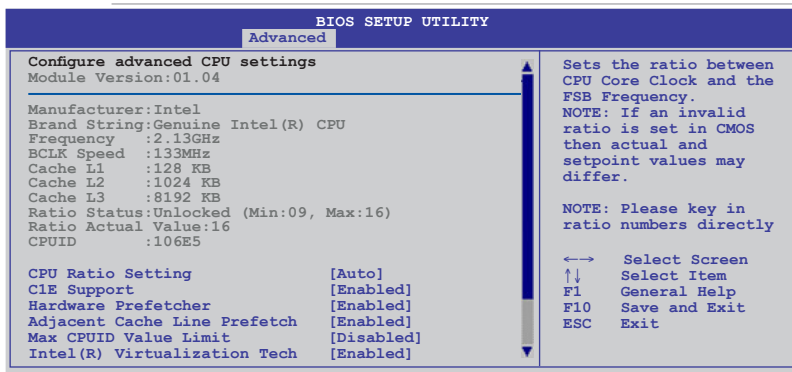 BIOS SETUP UTILITY
Advanced
Configure advanced CPU settings
Module Version:01.04
Manufacturer:Intel
Brand String:Genuine Intel(R) CPU
Frequency :2.13GHz
BCLK Speed :133MHz
Cache L1 :128 KB
Cache L2 :1024 KB
Cache L3 :8192 KB
Ratio Status:Unlocked (Min:09, Max:16)
Ratio Actual Value:16
CPUID :106E5
CPU Ratio Setting [Auto]
C1E Support [Enabled]
Hardware Prefetcher [Enabled]
Adjacent Cache Line Prefetch [Enabled]
Max CPUID Value Limit [Disabled]
Intel(R) Virtualization Tech [Enabled]
Sets the ratio between
CPU Core Clock and the
FSB Frequency.
NOTE: If an invalid
ratio is set in CMOS
then actual and
setpoint values may
differ.
NOTE: Please key in
ratio numbers directly
←→ Select Screen
↑↓ Select Item
F1 General Help
F10 Save and Exit
ESC Exit